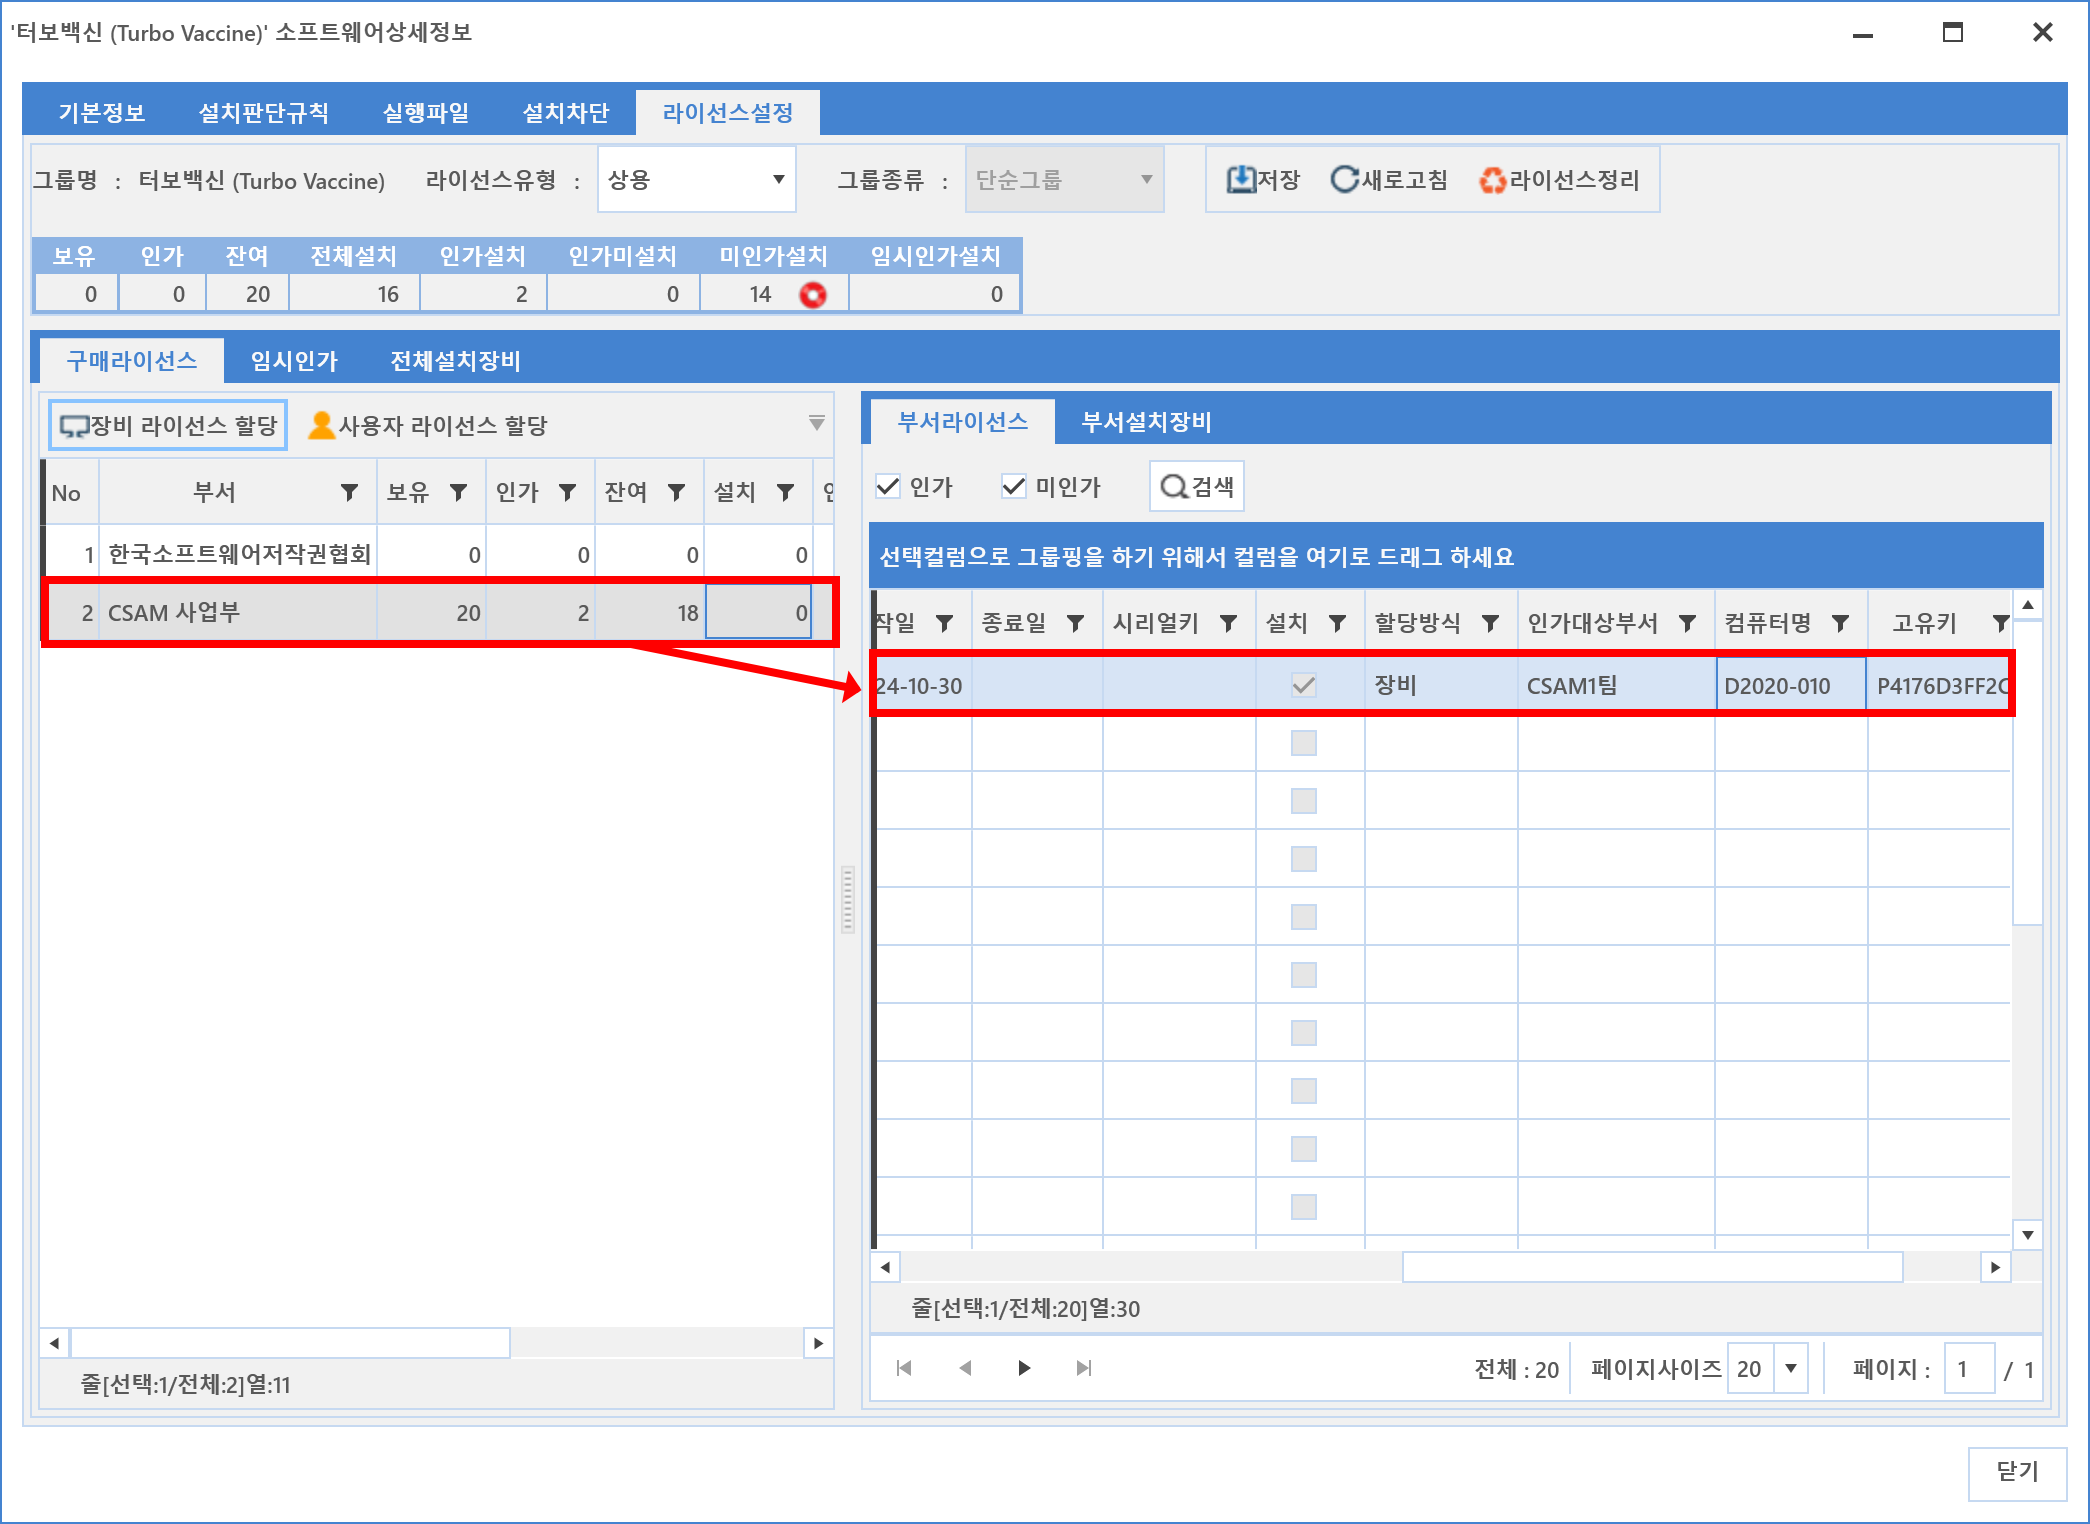 '터보백신 (Turbo Vaccine)' 소프트웨어상세정보
기본정보 설치판단규칙 실행파일 설치차단 라이선스설정
그룹명 : 터보백신 (Turbo Vaccine) 라이선스유형 : 상용 그룹종류 : 단순그룹 저장 새로고침 라이선스정리
보유 인가 잔여 전체설치 인가설치 인가미설치 미인가설치 임시인가설치
0 0 20 16 2 0 14 0
구매라이선스 임시인가 전체설치장비
장비 라이선스 할당 사용자 라이선스 할당
No 부서 보유 인가 잔여 설치
1 한국소프트웨어저작권협회 0 0 0 0
2 CSAM 사업부 20 2 18 0
줄[선택:1/전체:2]열:11
부서라이선스 부서설치장비
인가 미인가 검색
선택컬럼으로 그룹핑을 하기 위해서 컬럼을 여기로 드래그 하세요
작일 종료일 시리얼키 설치 할당방식 인가대상부서 컴퓨터명 고유키
24-10-30 장비 CSAM1팀 D2020-010 P4176D3FF2C
줄[선택:1/전체:20]열:30
전체 : 20 페이지사이즈 20 페이지 : 1 / 1
닫기